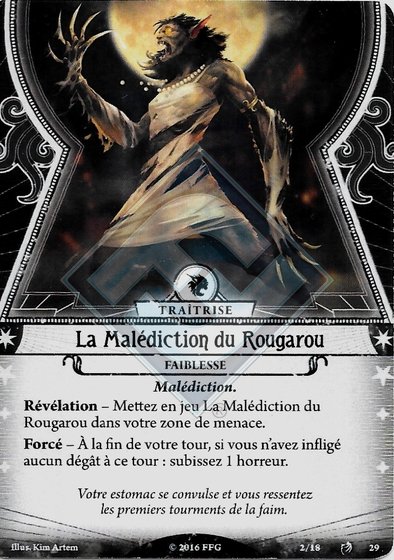 TRAÎTRISE
La Malédiction du Rougarou
FAIBLESSE
Malédiction.
Révélation – Mettez en jeu La Malédiction du
Rougarou dans votre zone de menace.
Forcé – À la fin de votre tour, si vous n'avez infligé
aucun dégât à ce tour : subissez 1 horreur.
Votre estomac se convulse et vous ressentez
les premiers tourments de la faim.
Illus. Kim Artem © 2016 FFG 2/18 29